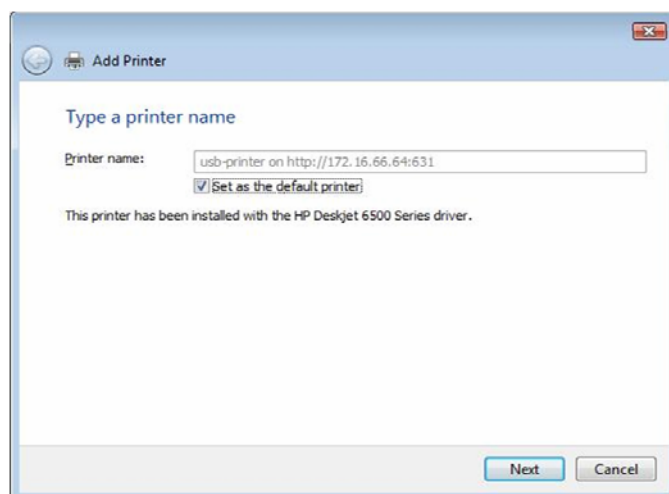 Add Printer
Type a printer name
Printer name: usb-printer on http://172.16.66.64:631
Set as the default printer
This printer has been installed with the HP Deskjet 6500 Series driver.
Next Cancel